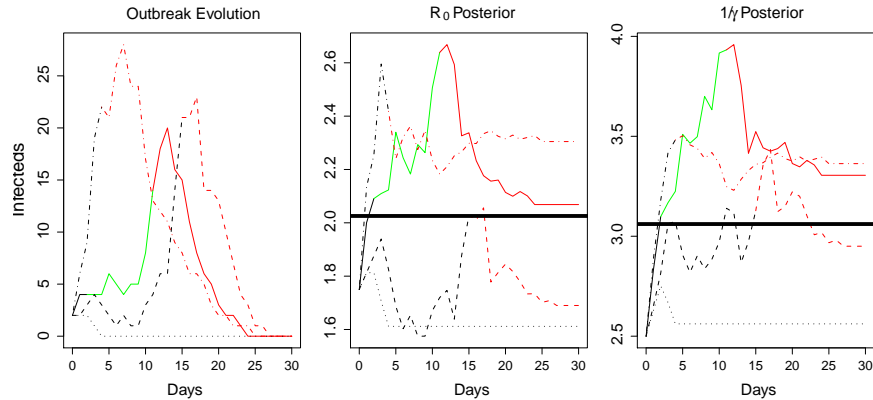 Outbreak Evolution
R0 Posterior
1/γ Posterior
Infecteds
0 5 10 15 20 25
0 5 10 15 20 25 30
Days
1.6 1.8 2.0 2.2 2.4 2.6
0 5 10 15 20 25 30
Days
2.5 3.0 3.5 4.0
0 5 10 15 20 25 30
Days